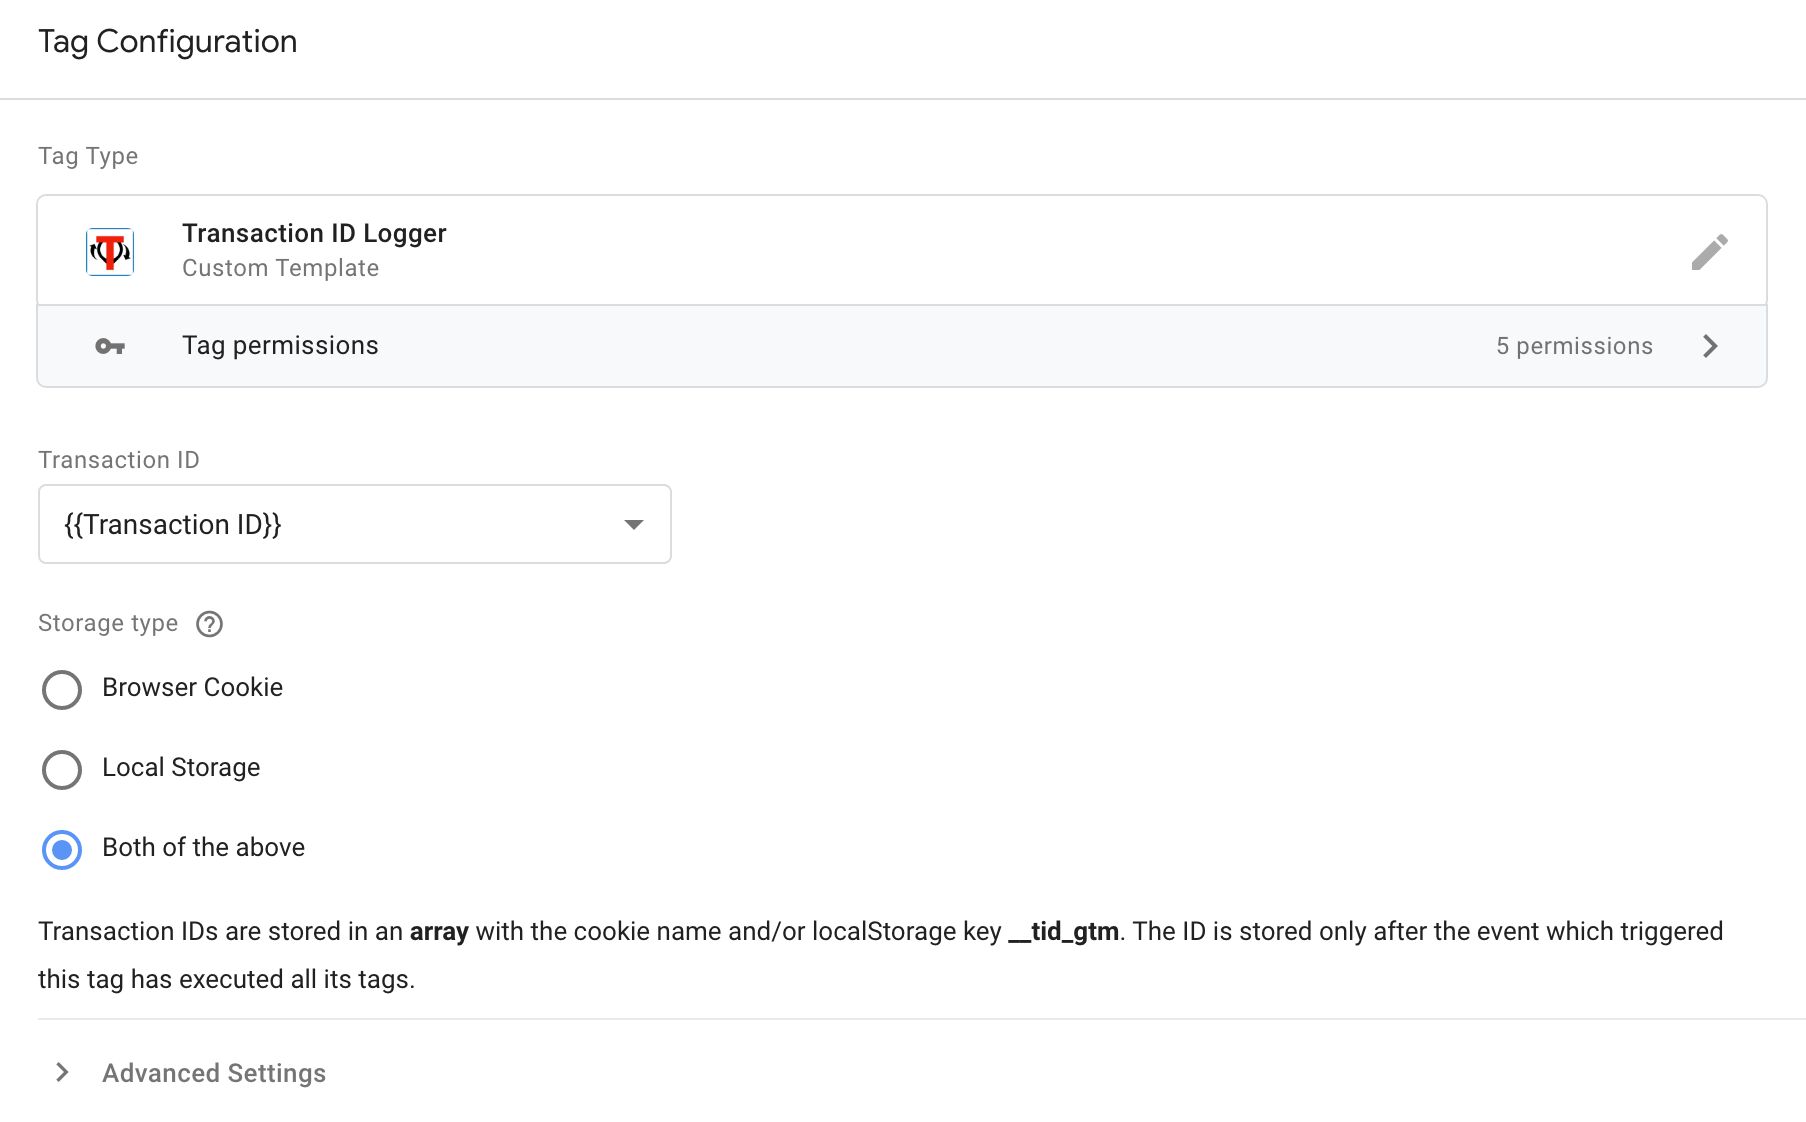 Tag Configuration
Tag Type
Transaction ID Logger
Custom Template
Tag permissions
5 permissions
Transaction ID
{{Transaction ID}}
Storage type
Browser Cookie
Local Storage
Both of the above
Transaction IDs are stored in an array with the cookie name and/or localStorage key __tid_gtm. The ID is stored only after the event which triggered
this tag has executed all its tags.
Advanced Settings